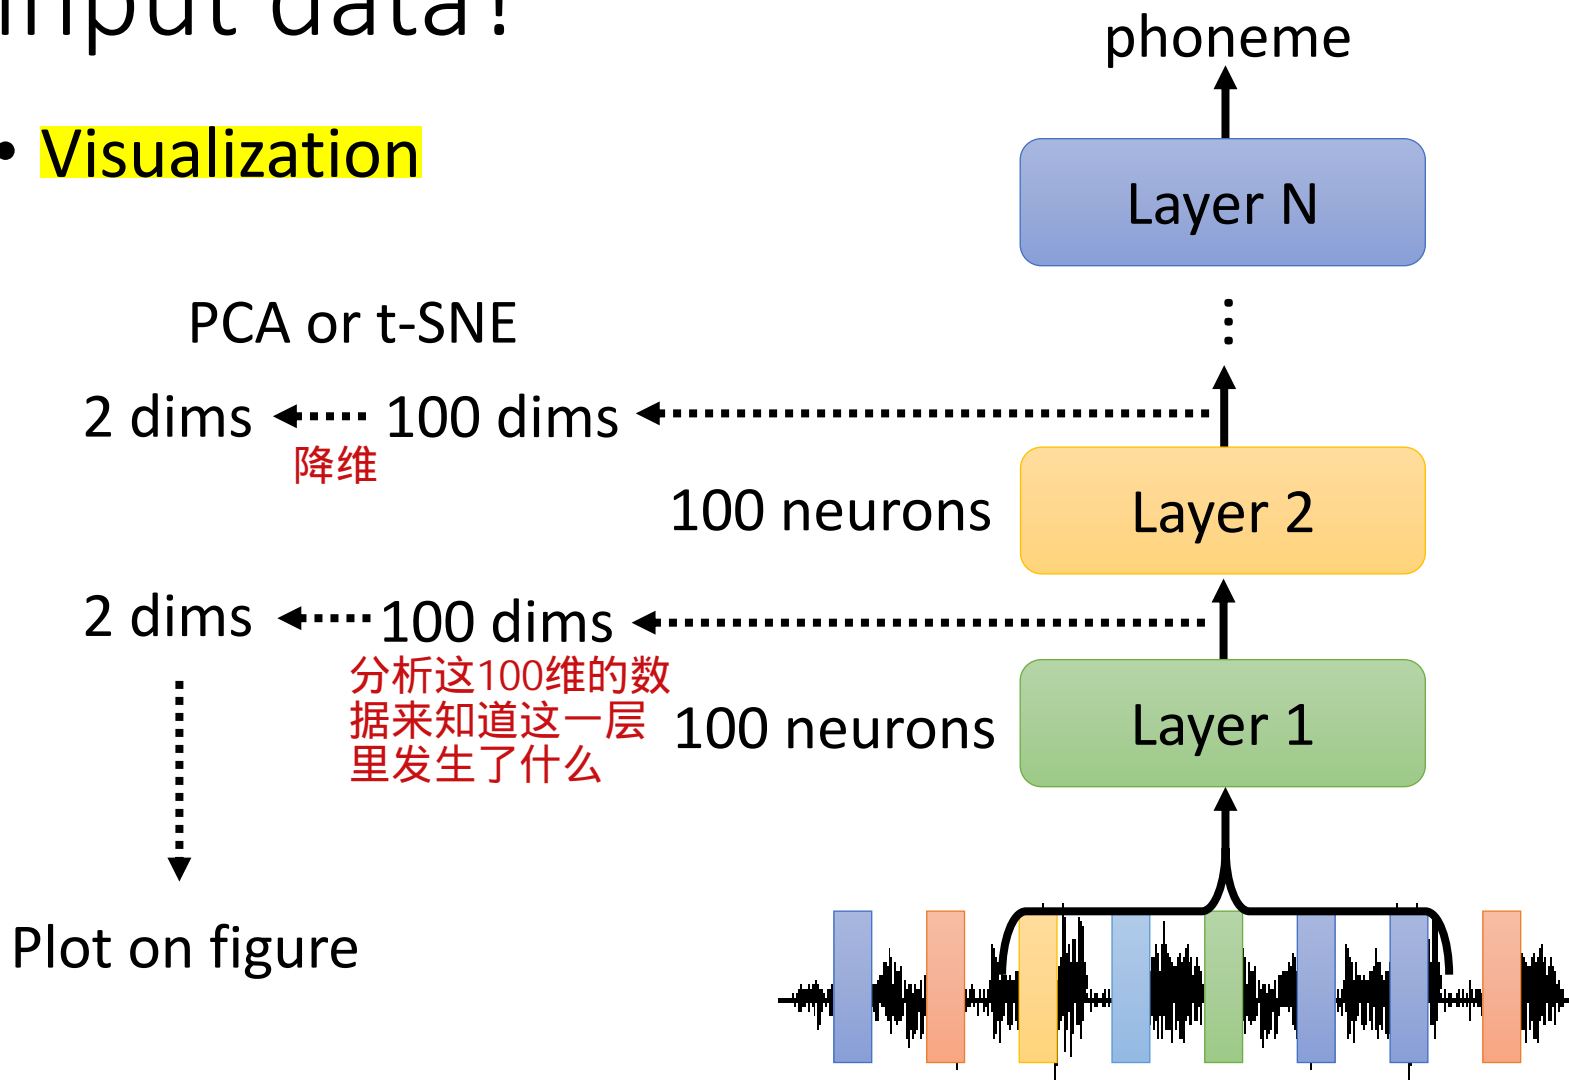 input data?
• Visualization
phoneme
Layer N
⋮
PCA or t-SNE
2 dims
100 dims
降维
100 neurons
Layer 2
2 dims
100 dims
分析这100维的数
据来知道这一层
里发生了什么
100 neurons
Layer 1
Plot on figure